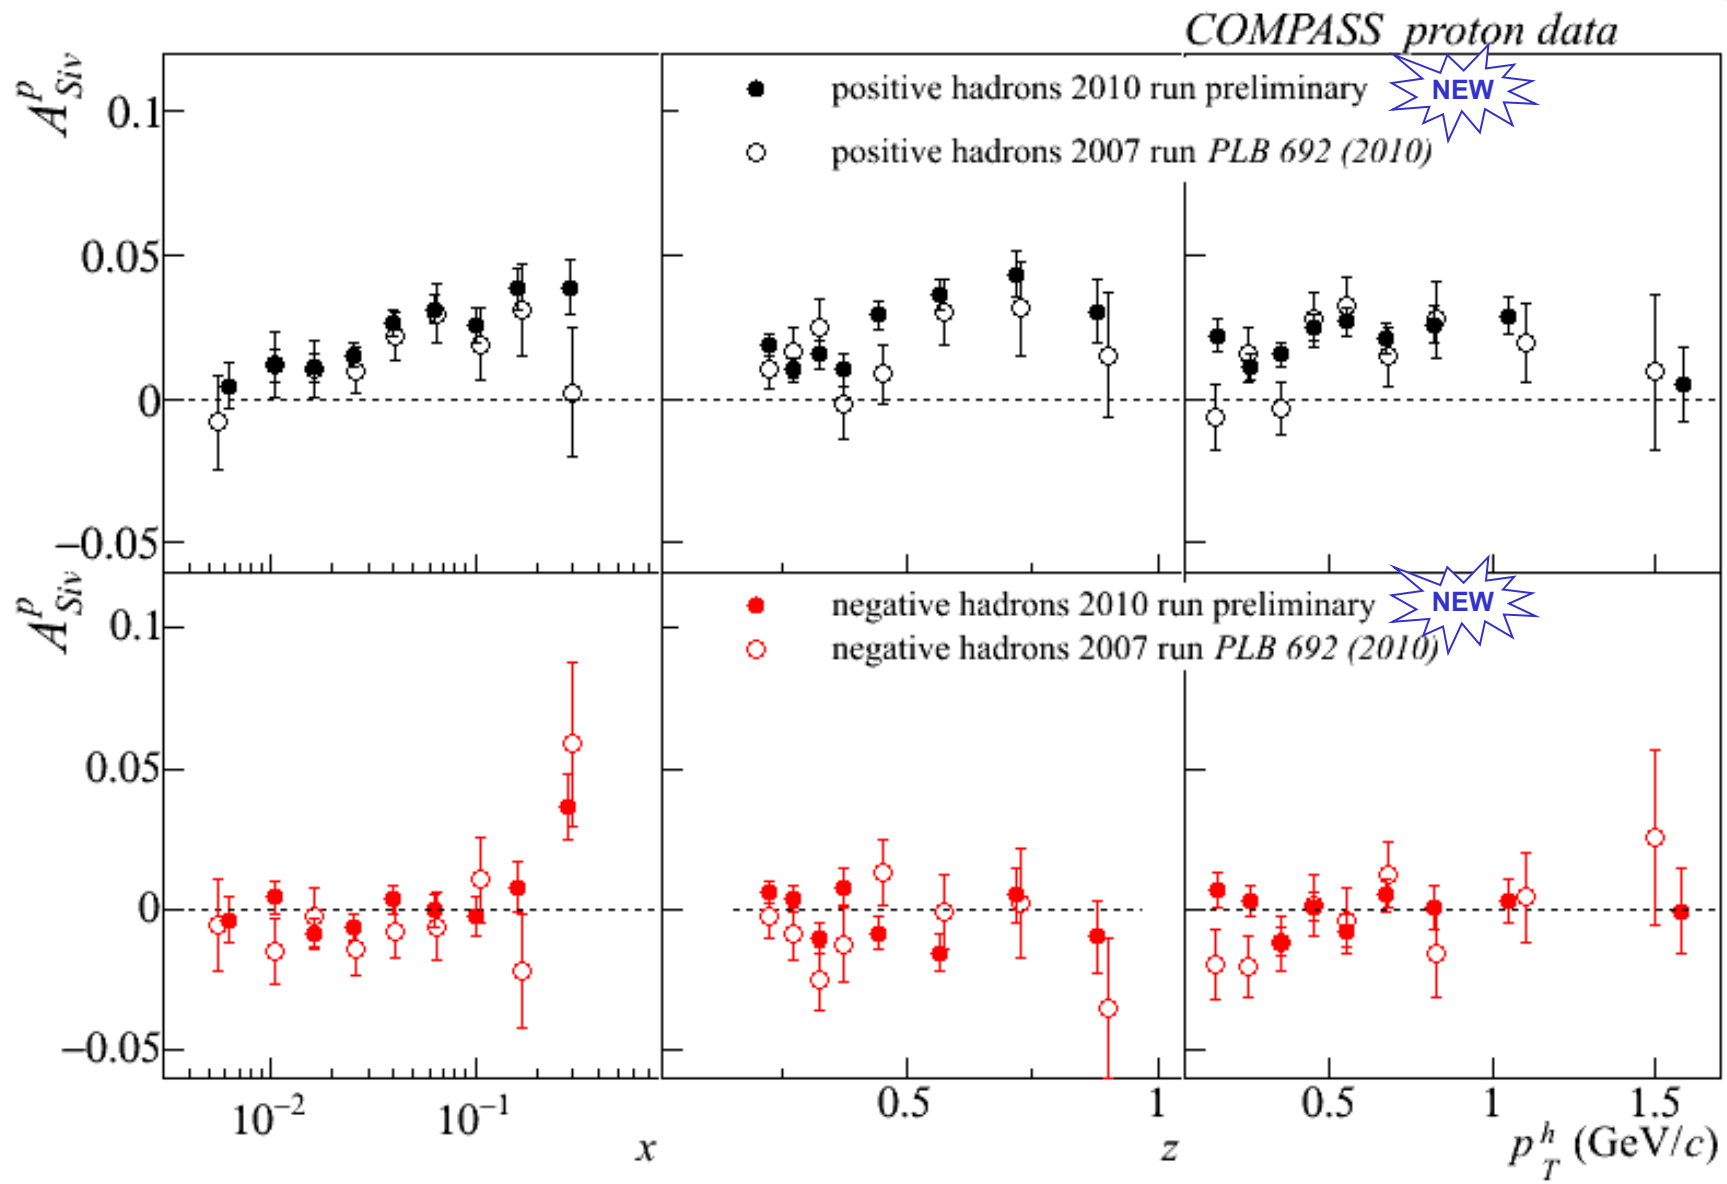 COMPASS proton data
A^p_Siv
0.1
0.05
0
−0.05
positive hadrons 2010 run preliminary
NEW
positive hadrons 2007 run PLB 692 (2010)
A^p_Siv
0.1
0.05
0
−0.05
negative hadrons 2010 run preliminary
NEW
negative hadrons 2007 run PLB 692 (2010)
10^−2 10^−1
x
0.5 1
z
0.5 1 1.5
p^h_T (GeV/c)